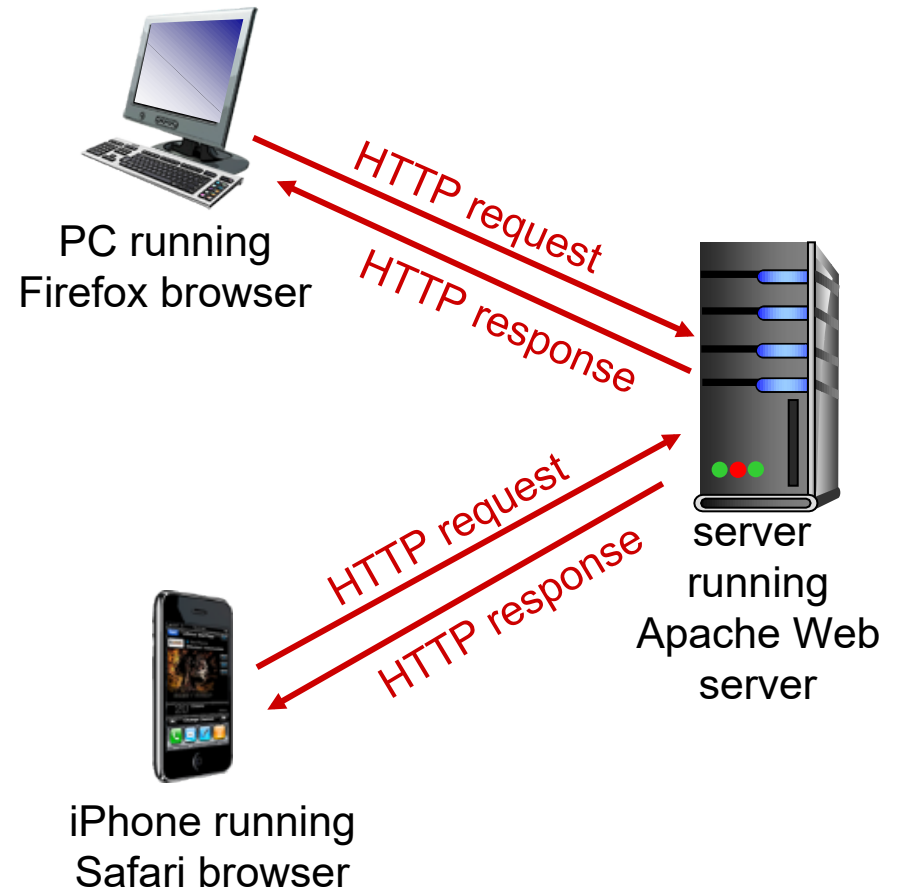 HTTP request
HTTP response
PC running
Firefox browser
HTTP request
HTTP response
server
running
Apache Web
server
iPhone running
Safari browser